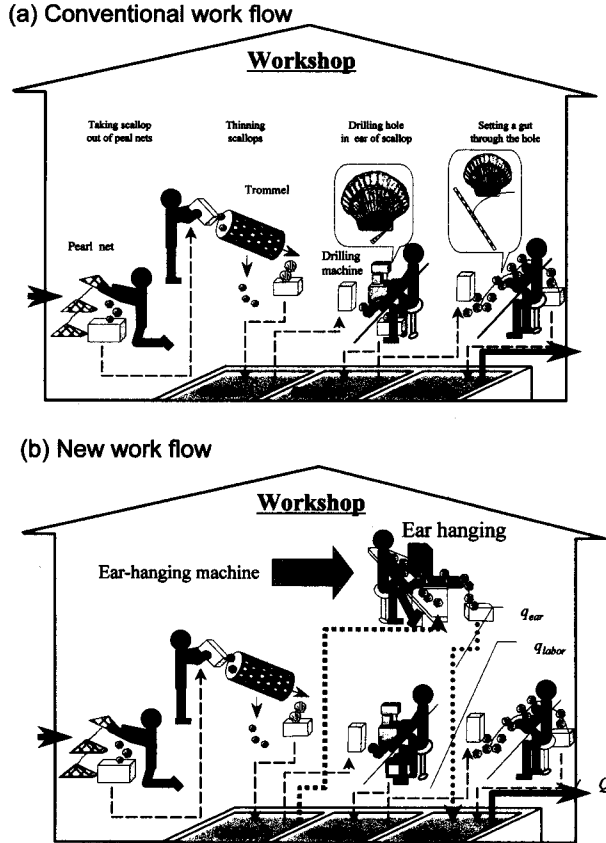 (a) Conventional work flow
Workshop
Taking scallop
out of peal nets
Thinning
scallops
Drilling hole
in ear of scallop
Setting a gut
through the hole
Trommel
Pearl net
Drilling
machine
(b) New work flow
Workshop
Ear hanging
Ear-hanging machine
q_ear
q_labor